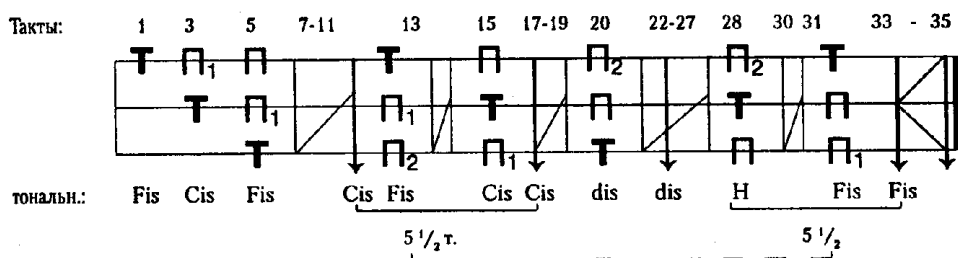 Такты: 1 3 5 7-11 13 15 17-19 20 22-27 28 30 31 33 - 35
Т П₁ П Т П П₂ П₂ Т
Т П₁ П₁ Т П Т П
Т П₂ П₁ Т П П₁
тональн.: Fis Cis Fis Cis Fis Cis Cis dis dis H Fis Fis
5 ¹/₂ т. 5 ¹/₂